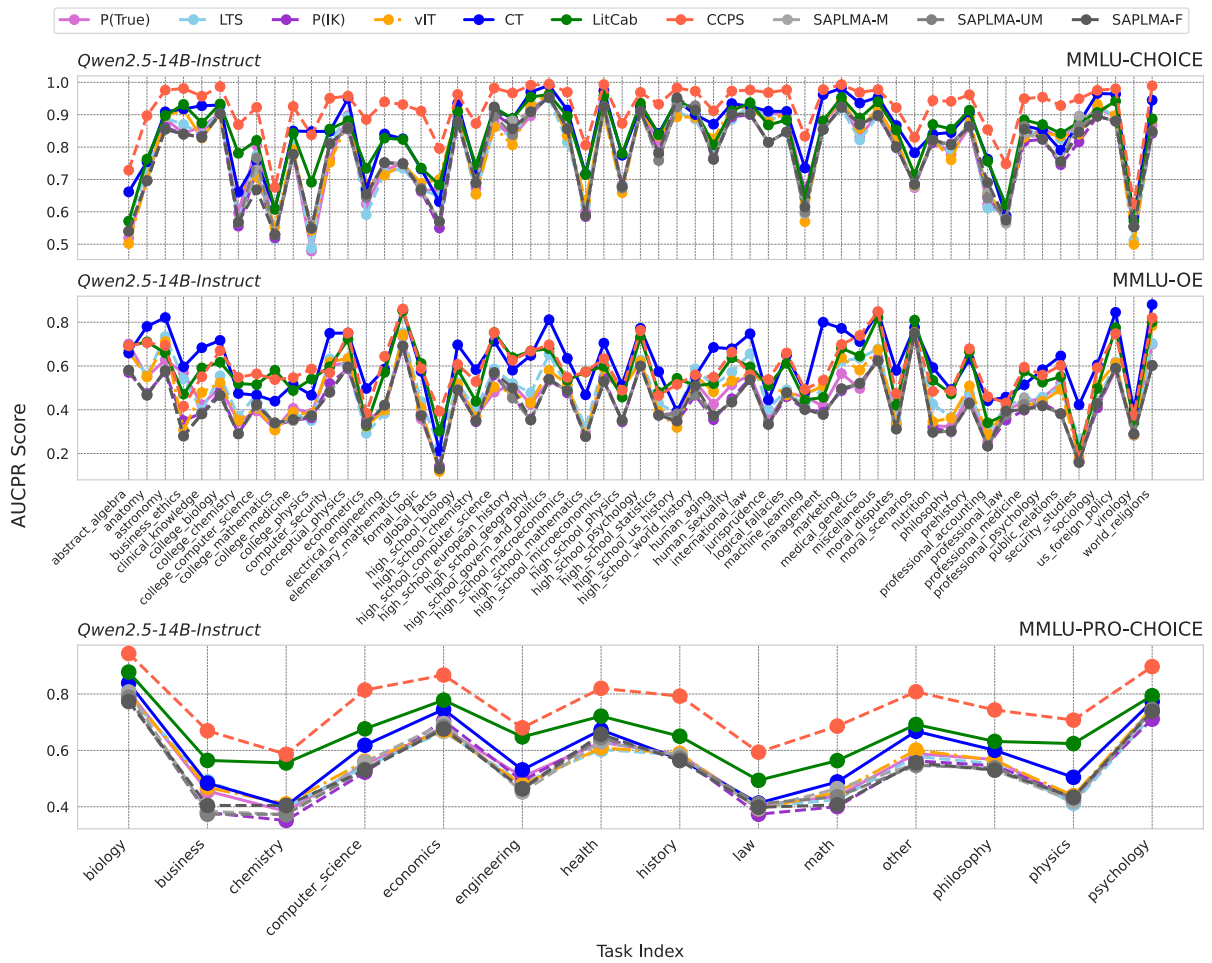 P(True) LTS P(IK) vIT CT LitCab CCPS SAPLMA-M SAPLMA-UM SAPLMA-F
Qwen2.5-14B-Instruct MMLU-CHOICE
1.0
0.9
0.8
0.7
0.6
0.5
Qwen2.5-14B-Instruct MMLU-OE
0.8
0.6
0.4
0.2
AUCPR Score
abstract_algebra
anatomy
astronomy
business_ethics
clinical_knowledge
college_biology
college_chemistry
college_computer_science
college_mathematics
college_medicine
college_physics
computer_security
conceptual_physics
econometrics
electrical_engineering
elementary_mathematics
formal_logic
global_facts
high_school_biology
high_school_chemistry
high_school_computer_science
high_school_european_history
high_school_geography
high_school_govern_and_politics
high_school_macroeconomics
high_school_mathematics
high_school_microeconomics
high_school_physics
high_school_psychology
high_school_statistics
high_school_us_history
high_school_world_history
human_aging
human_sexuality
international_law
jurisprudence
logical_fallacies
machine_learning
management
marketing
medical_genetics
miscellaneous
moral_disputes
moral_scenarios
nutrition
philosophy
prehistory
professional_accounting
professional_law
professional_medicine
professional_psychology
public_relations
security_studies
sociology
us_foreign_policy
virology
world_religions
Qwen2.5-14B-Instruct MMLU-PRO-CHOICE
0.8
0.6
0.4
biology
business
chemistry
computer_science
economics
engineering
health
history
law
math
other
philosophy
physics
psychology
Task Index